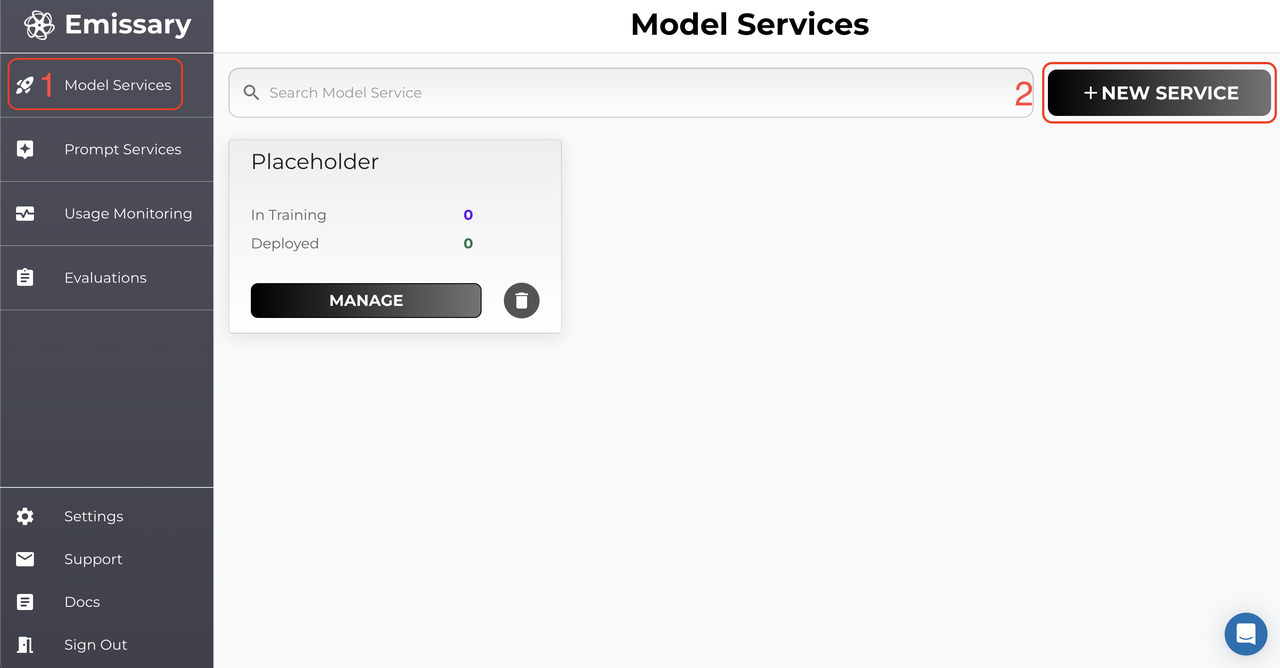 Emissary
Model Services
1 Model Services
Prompt Services
Usage Monitoring
Evaluations
Settings
Support
Docs
Sign Out
Search Model Service
2
+NEW SERVICE
Placeholder
In Training 0
Deployed 0
MANAGE